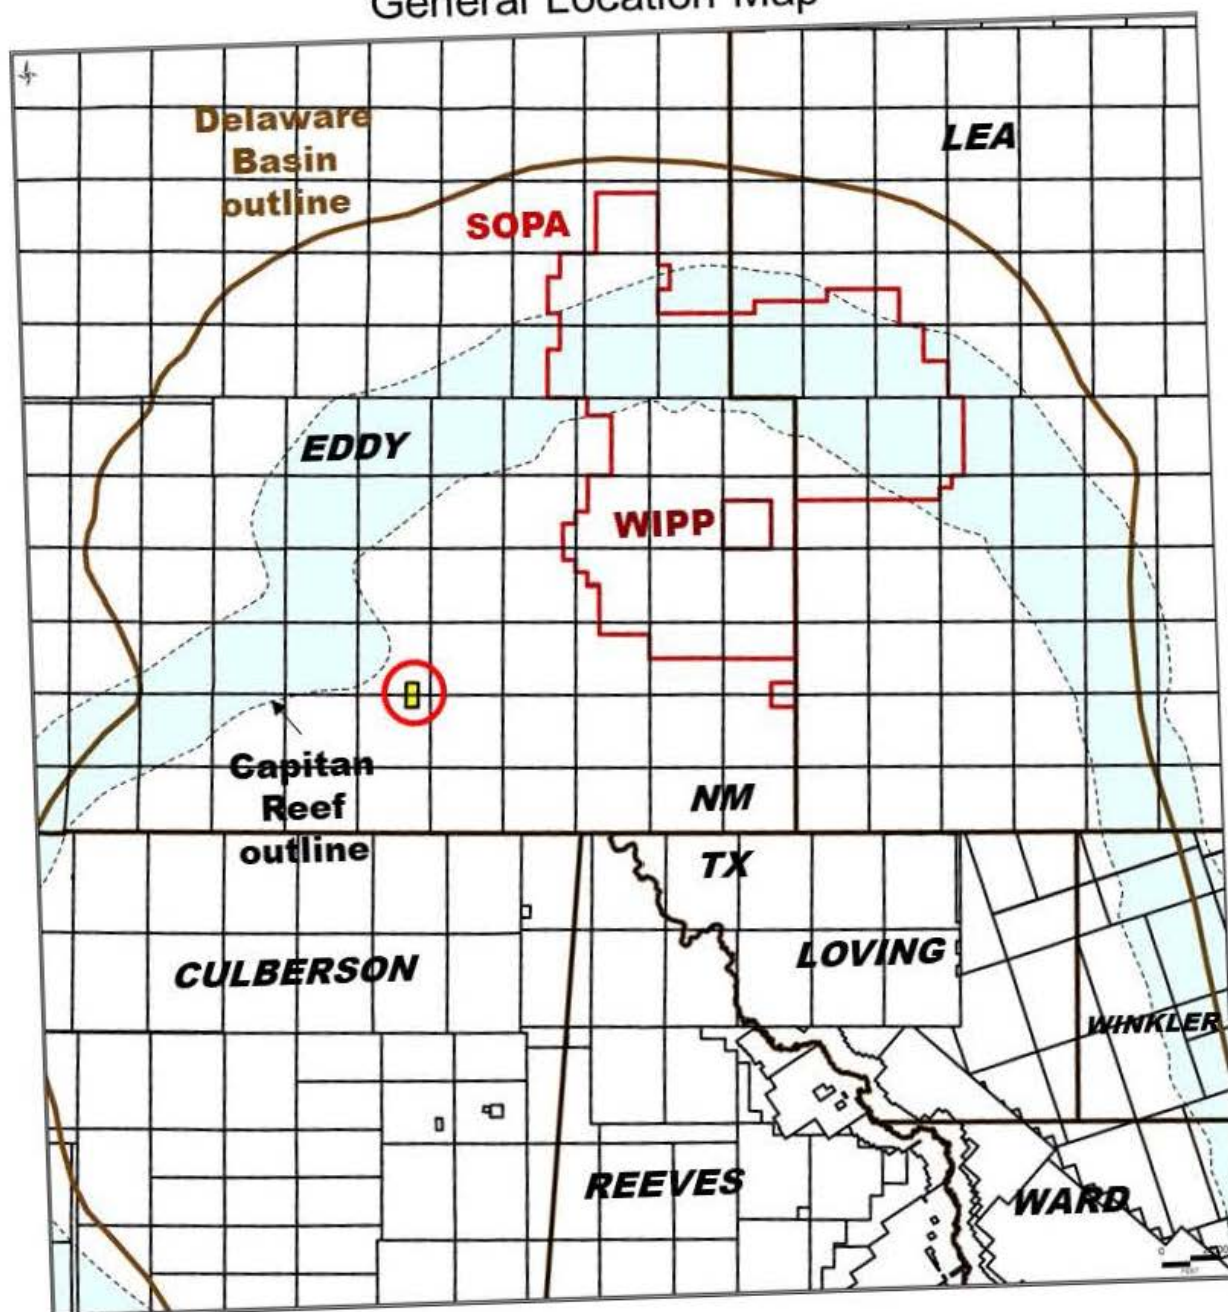 General Location Map
Delaware
Basin
outline
LEA
SOPA
EDDY
WIPP
Capitan
Reef
outline
NM
TX
CULBERSON
LOVING
WINKLER
REEVES
WARD